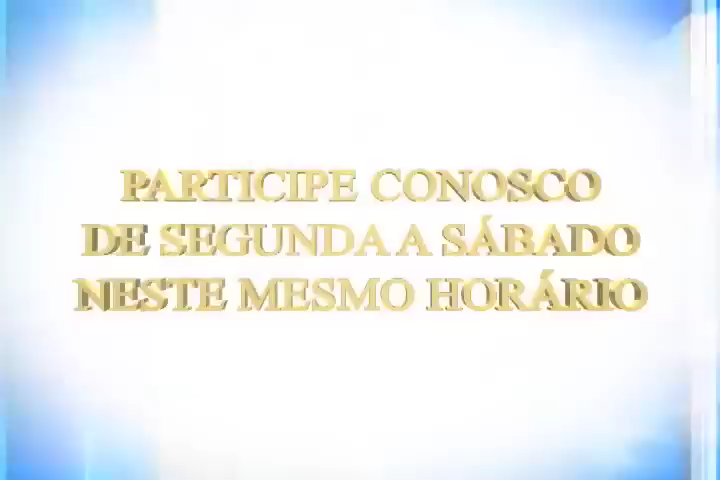 PARTICIPE CONOSCO
DE SEGUNDA A SÁBADO
NESTE MESMO HORÁRIO